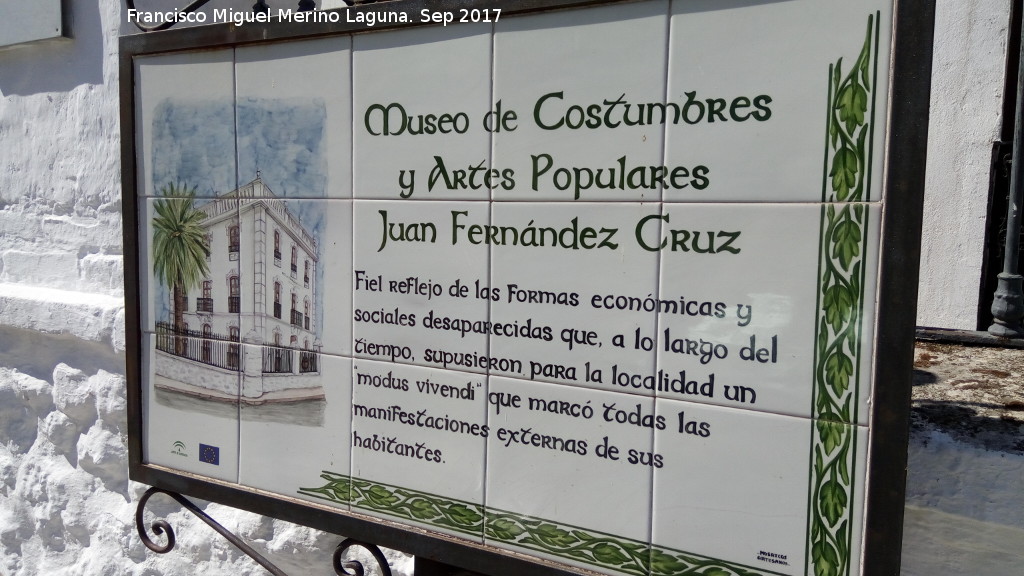 Francisco Miguel Merino Laguna. Sep 2017
Museo de Costumbres
y Artes Populares
Juan Fernández Cruz
Fiel reflejo de las formas económicas y
sociales desaparecidas que, a lo largo del
tiempo, supusieron para la localidad un
"modus vivendi" que marcó todas las
manifestaciones externas de sus
habitantes.